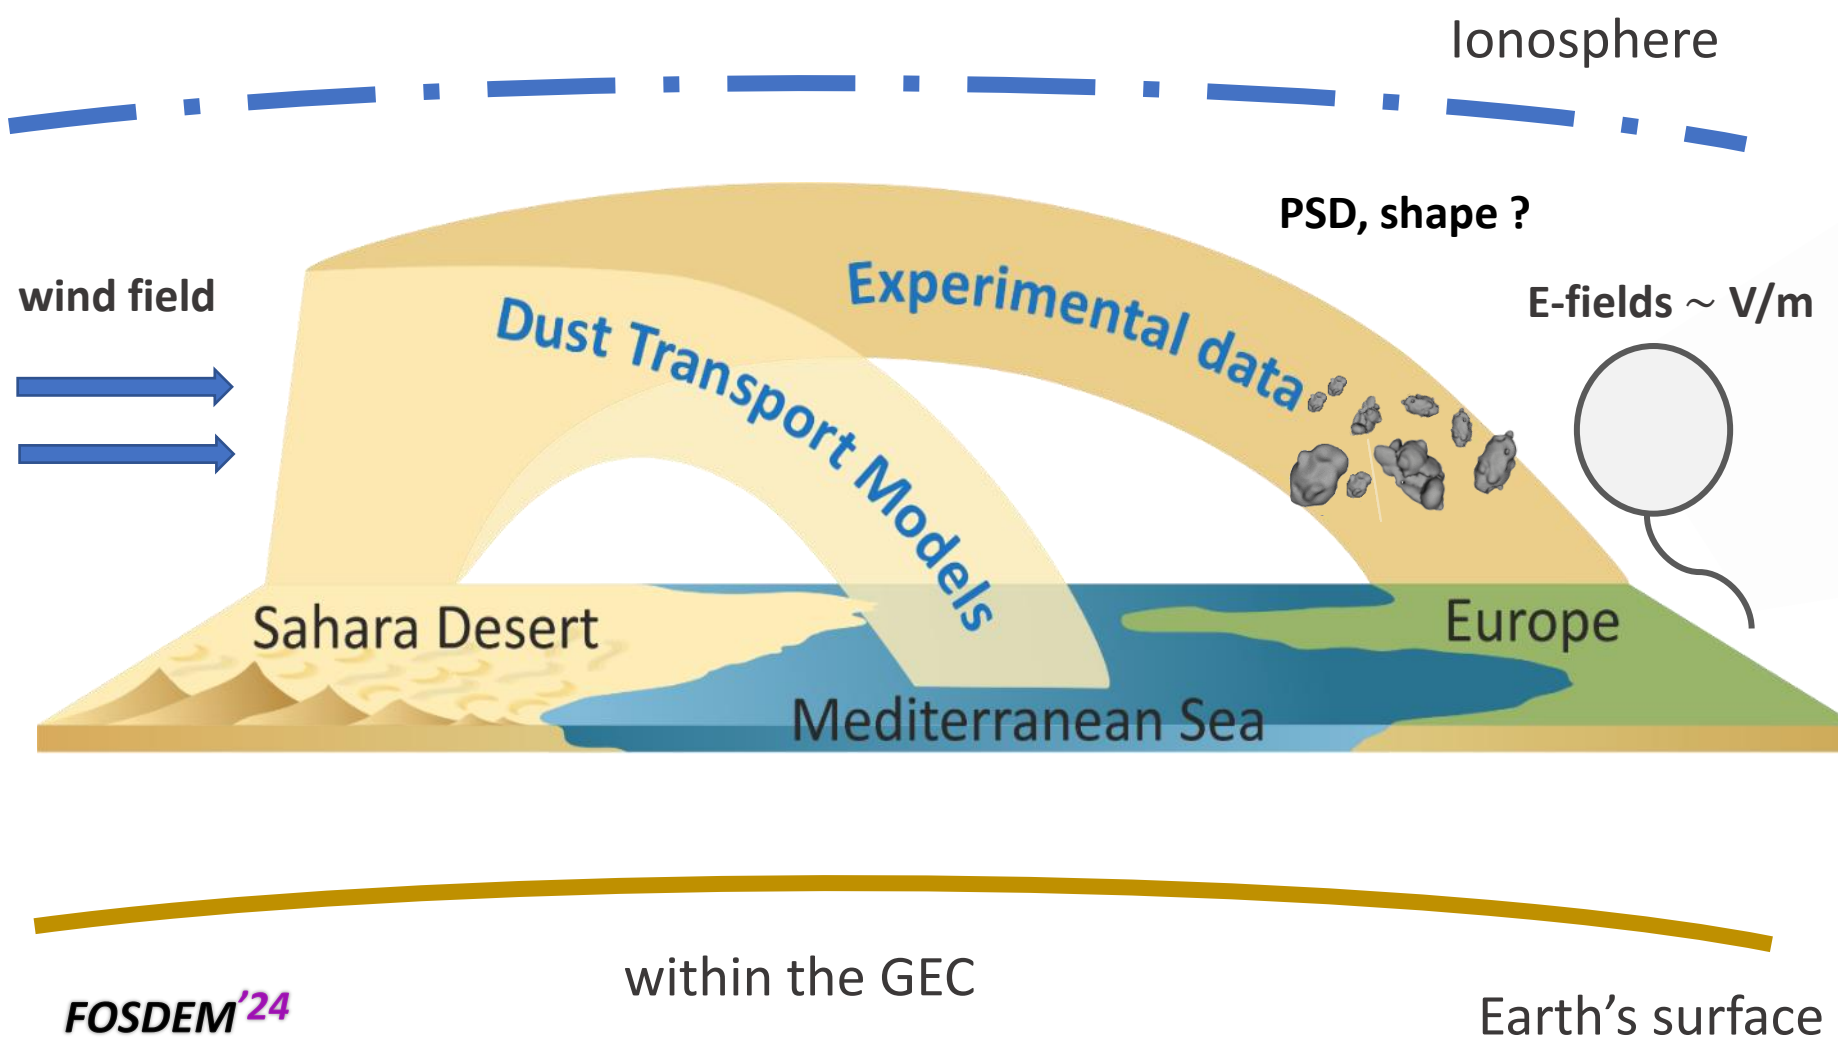 Ionosphere
PSD, shape ?
wind field
Experimental data
E-fields ~ V/m
Dust Transport Models
Sahara Desert
Europe
Mediterranean Sea
within the GEC
FOSDEM'24
Earth's surface